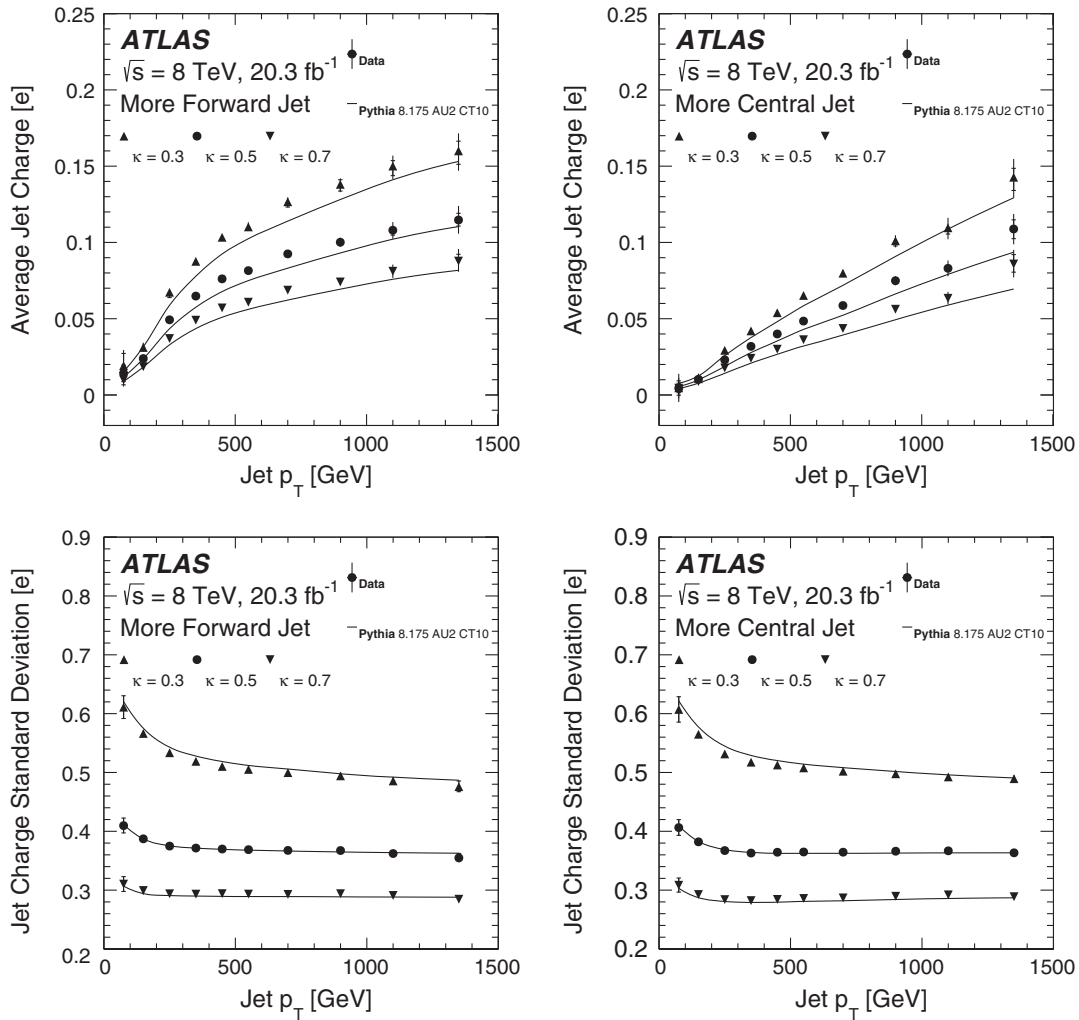 0.25
0.2
0.15
0.1
0.05
0
Average Jet Charge [e]
ATLAS
√s = 8 TeV, 20.3 fb⁻¹
Data
More Forward Jet
Pythia 8.175 AU2 CT10
κ = 0.3 κ = 0.5 κ = 0.7
0 500 1000 1500
Jet p_T [GeV]
0.25
0.2
0.15
0.1
0.05
0
Average Jet Charge [e]
ATLAS
√s = 8 TeV, 20.3 fb⁻¹
Data
More Central Jet
Pythia 8.175 AU2 CT10
κ = 0.3 κ = 0.5 κ = 0.7
0 500 1000 1500
Jet p_T [GeV]
0.9
0.8
0.7
0.6
0.5
0.4
0.3
0.2
Jet Charge Standard Deviation [e]
ATLAS
√s = 8 TeV, 20.3 fb⁻¹
Data
More Forward Jet
Pythia 8.175 AU2 CT10
κ = 0.3 κ = 0.5 κ = 0.7
0 500 1000 1500
Jet p_T [GeV]
0.9
0.8
0.7
0.6
0.5
0.4
0.3
0.2
Jet Charge Standard Deviation [e]
ATLAS
√s = 8 TeV, 20.3 fb⁻¹
Data
More Central Jet
Pythia 8.175 AU2 CT10
κ = 0.3 κ = 0.5 κ = 0.7
0 500 1000 1500
Jet p_T [GeV]